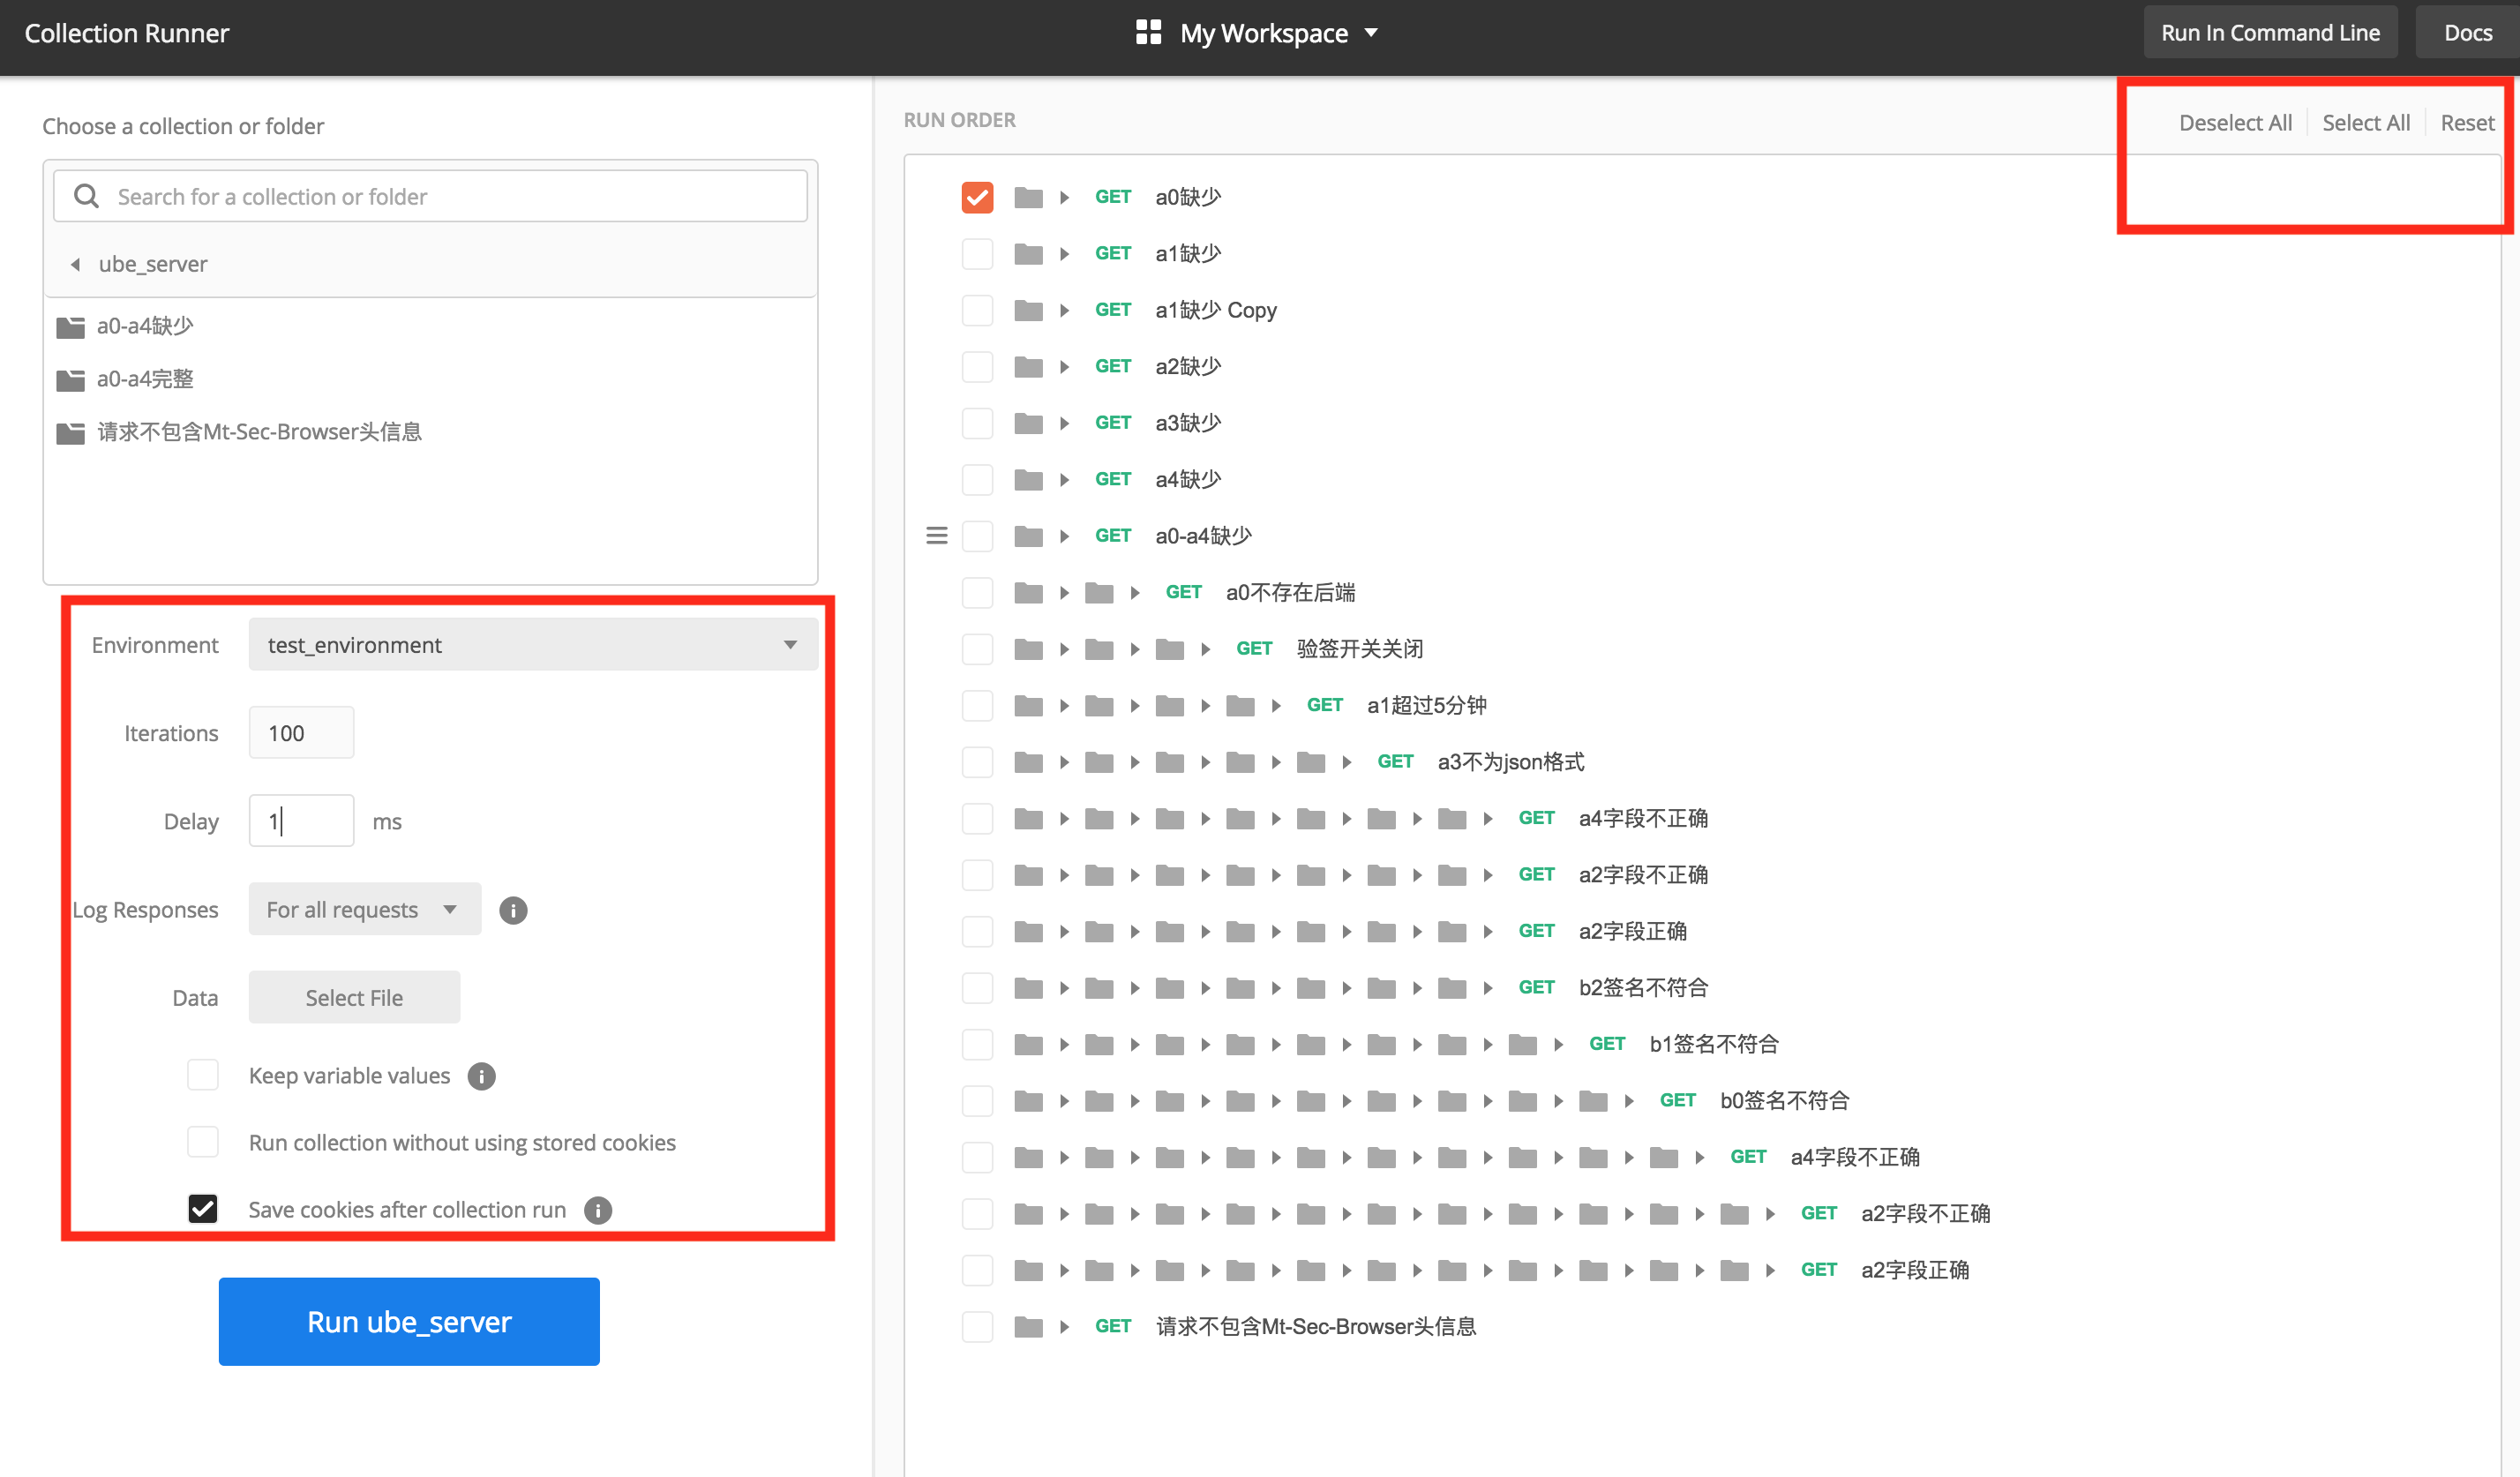 Collection Runner
My Workspace
Run In Command Line
Docs
Choose a collection or folder
Search for a collection or folder
ube_server
a0-a4缺少
a0-a4完整
请求不包含Mt-Sec-Browser头信息
Environment test_environment
Iterations 100
Delay 1 ms
Log Responses For all requests
Data Select File
Keep variable values
Run collection without using stored cookies
Save cookies after collection run
Run ube_server
RUN ORDER
Deselect All Select All Reset
GET a0缺少
GET a1缺少
GET a1缺少 Copy
GET a2缺少
GET a3缺少
GET a4缺少
GET a0-a4缺少
GET a0不存在后端
GET 验签开关关闭
GET a1超过5分钟
GET a3不为json格式
GET a4字段不正确
GET a2字段不正确
GET a2字段正确
GET b2签名不符合
GET b1签名不符合
GET b0签名不符合
GET a4字段不正确
GET a2字段不正确
GET a2字段正确
GET 请求不包含Mt-Sec-Browser头信息